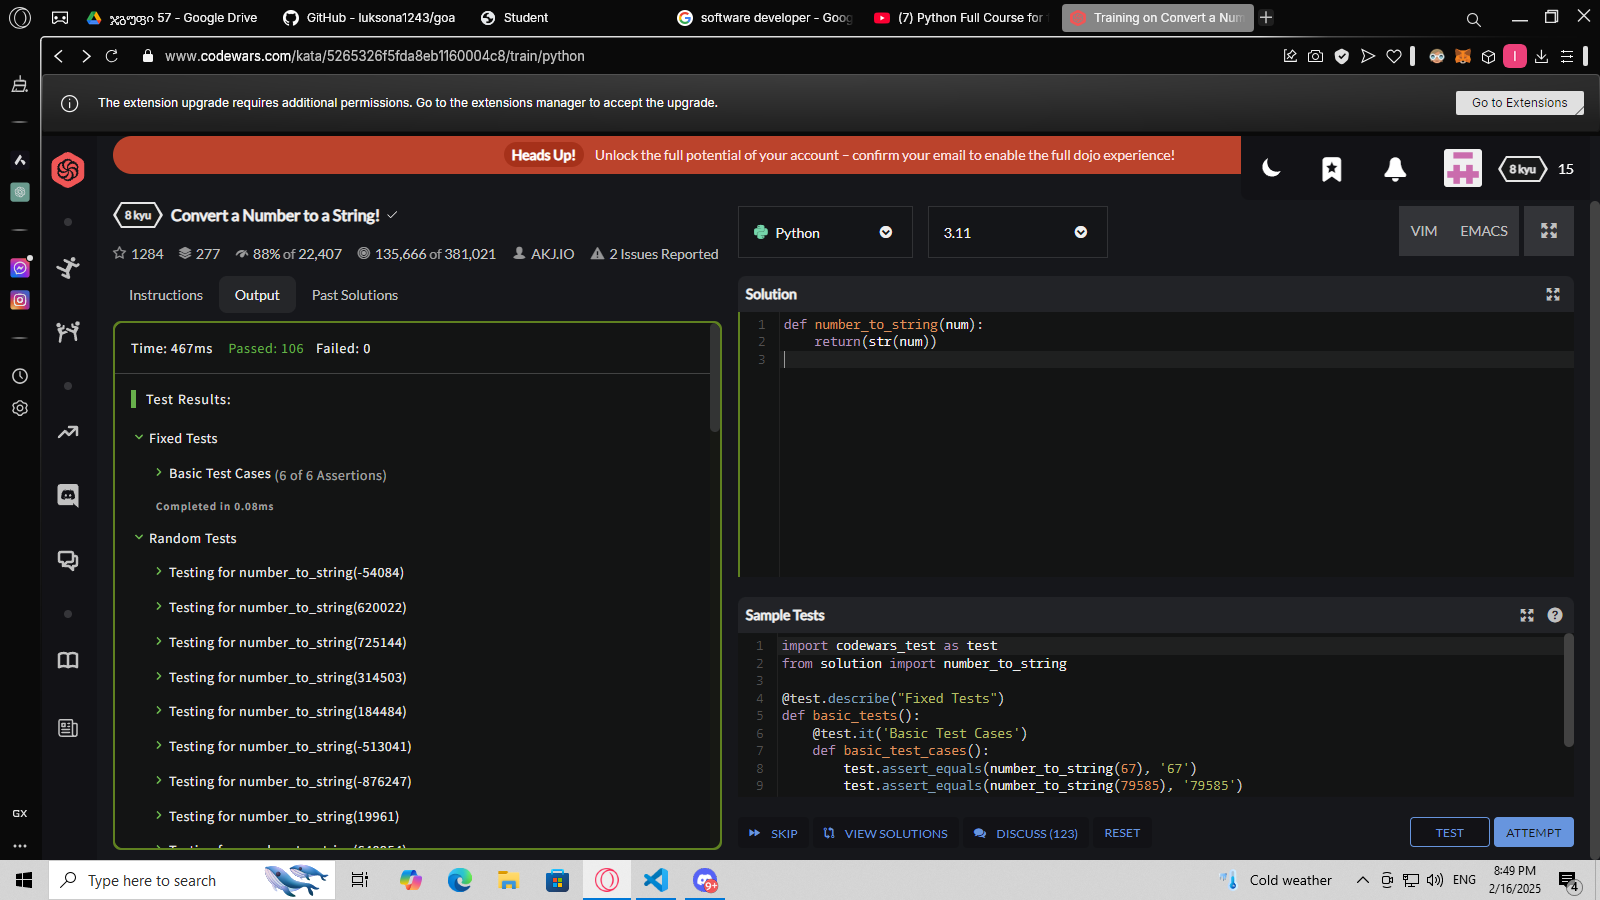 ჯგუფი 57 - Google Drive
GitHub - luksona1243/goa
Student
software developer - Goog
(7) Python Full Course for
Training on Convert a Num
www.codewars.com/kata/5265326f5fda8eb1160004c8/train/python
The extension upgrade requires additional permissions. Go to the extensions manager to accept the upgrade.
Go to Extensions
Heads Up! Unlock the full potential of your account – confirm your email to enable the full dojo experience!
8 kyu 15
8 kyu Convert a Number to a String!
1284 277 88% of 22,407 135,666 of 381,021 AKJ.IO 2 Issues Reported
Instructions Output Past Solutions
Time: 467ms Passed: 106 Failed: 0
Test Results:
Fixed Tests
Basic Test Cases (6 of 6 Assertions)
Completed in 0.08ms
Random Tests
Testing for number_to_string(-54084)
Testing for number_to_string(620022)
Testing for number_to_string(725144)
Testing for number_to_string(314503)
Testing for number_to_string(184484)
Testing for number_to_string(-513041)
Testing for number_to_string(-876247)
Testing for number_to_string(19961)
Python 3.11 VIM EMACS
Solution
1 def number_to_string(num):
2 return(str(num))
3
Sample Tests
1 import codewars_test as test
2 from solution import number_to_string
3
4 @test.describe("Fixed Tests")
5 def basic_tests():
6 @test.it('Basic Test Cases')
7 def basic_test_cases():
8 test.assert_equals(number_to_string(67), '67')
9 test.assert_equals(number_to_string(79585), '79585')
SKIP VIEW SOLUTIONS DISCUSS (123) RESET TEST ATTEMPT
GX
Type here to search
9+
Cold weather
ENG
8:49 PM
2/16/2025
4